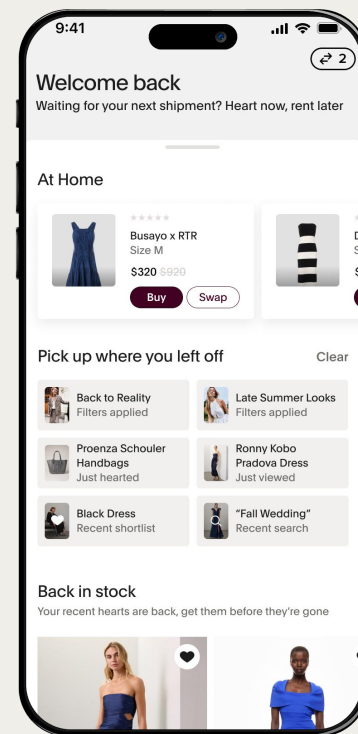 9:41
2
Welcome back
Waiting for your next shipment? Heart now, rent later
At Home
Busayo x RTR
Size M
$320 $920
Buy
Swap
Pick up where you left off
Clear
Back to Reality
Filters applied
Late Summer Looks
Filters applied
Proenza Schouler
Handbags
Just hearted
Ronny Kobo
Pradova Dress
Just viewed
Black Dress
Recent shortlist
“Fall Wedding”
Recent search
Back in stock
Your recent hearts are back, get them before they’re gone